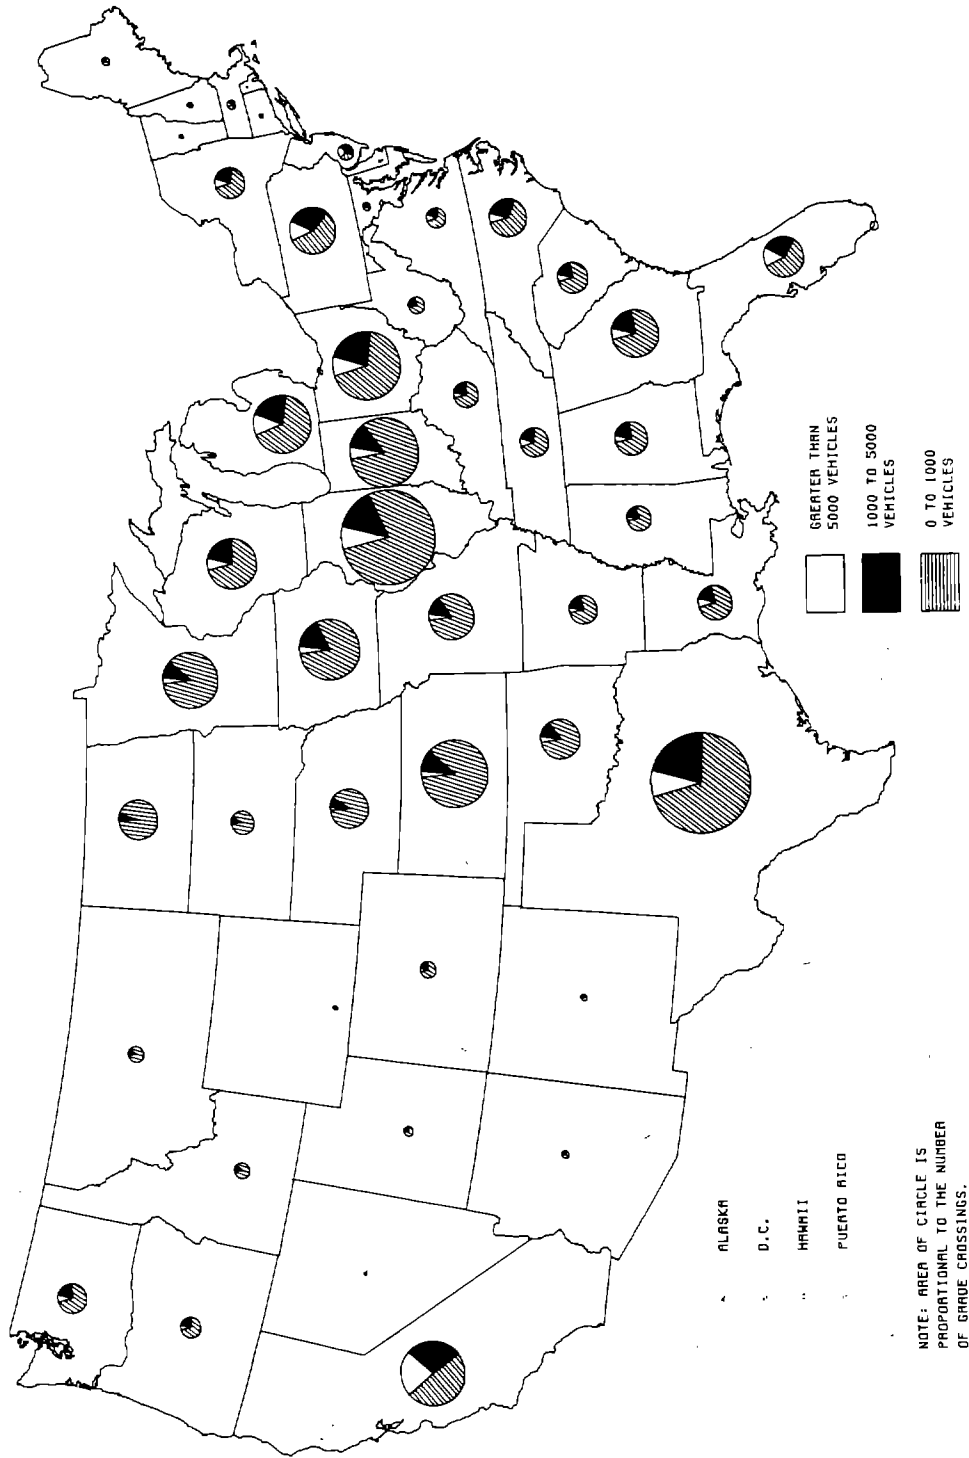 GREATER THAN
5000 VEHICLES
1000 TO 5000
VEHICLES
0 TO 1000
VEHICLES
ALASKA
D.C.
HAWAII
PUERTO RICO
NOTE: AREA OF CIRCLE IS
PROPORTIONAL TO THE NUMBER
OF GRADE CROSSINGS.